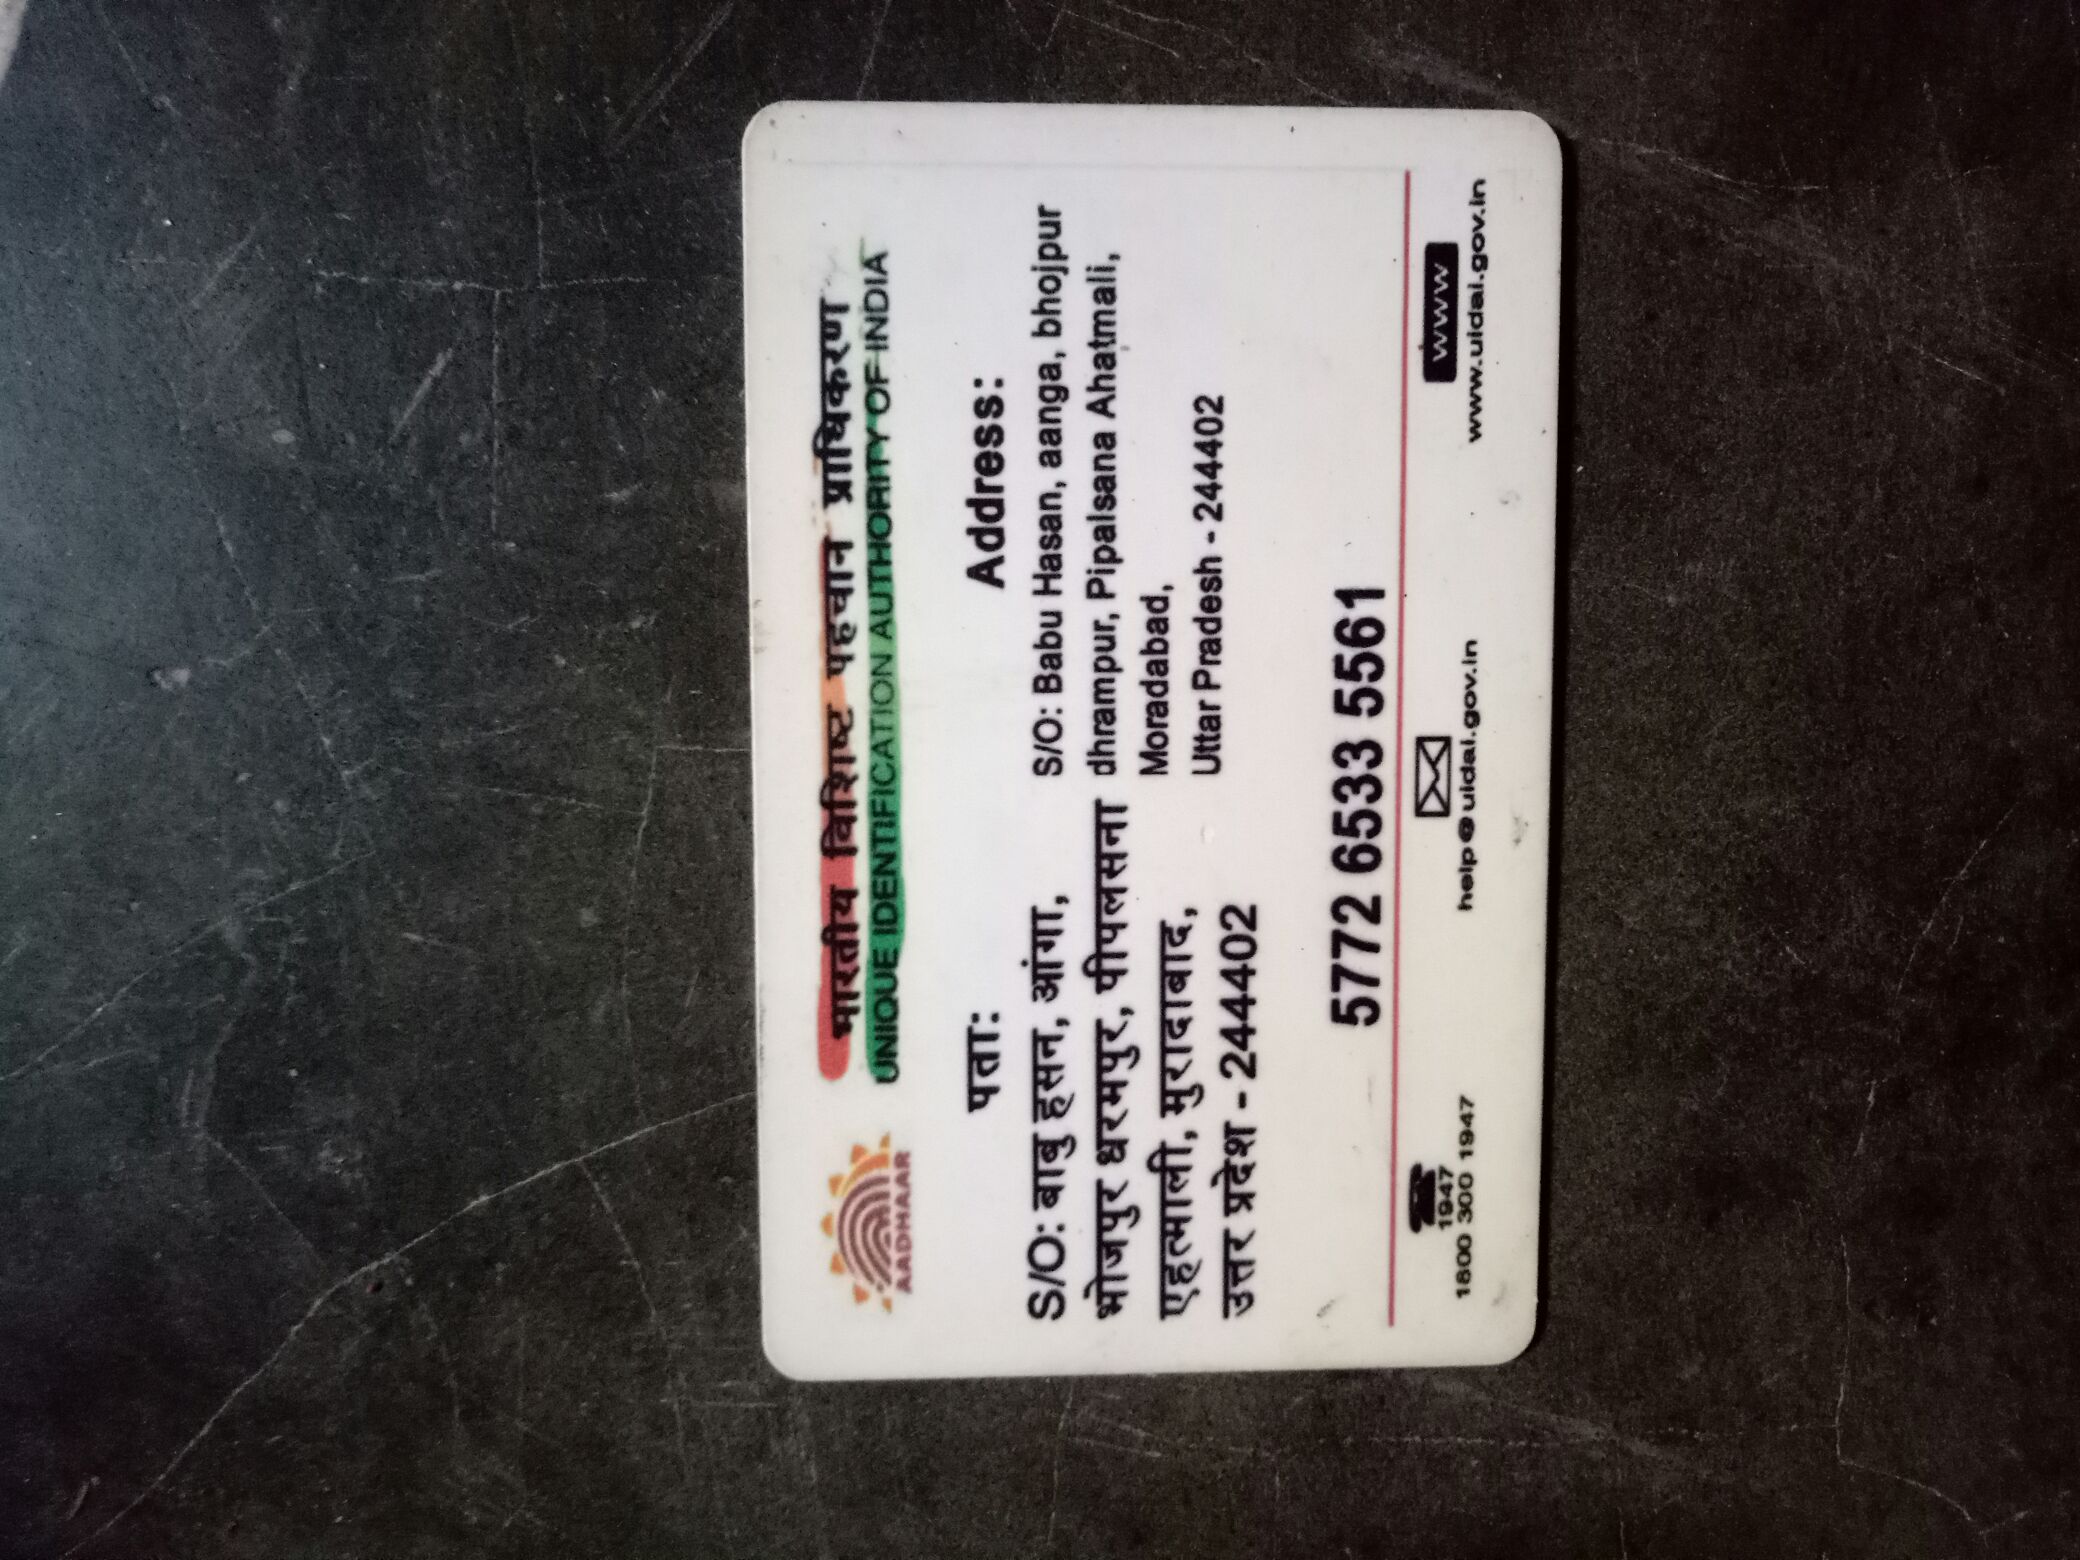 भारतीय विशिष्ट पहचान प्राधिकरण
UNIQUE IDENTIFICATION AUTHORITY OF INDIA
AADHAAR
पता:
S/O: बाबु हसन, आंगा,
भोजपुर धरमपुर, पीपलसना
एहत्माली, मुरादाबाद,
उत्तर प्रदेश - 244402
Address:
S/O: Babu Hasan, aanga, bhojpur
dhrampur, Pipalsana Ahatmali,
Moradabad,
Uttar Pradesh - 244402
5772 6533 5561
1947
1800 300 1947
help@uidai.gov.in
www
www.uidai.gov.in